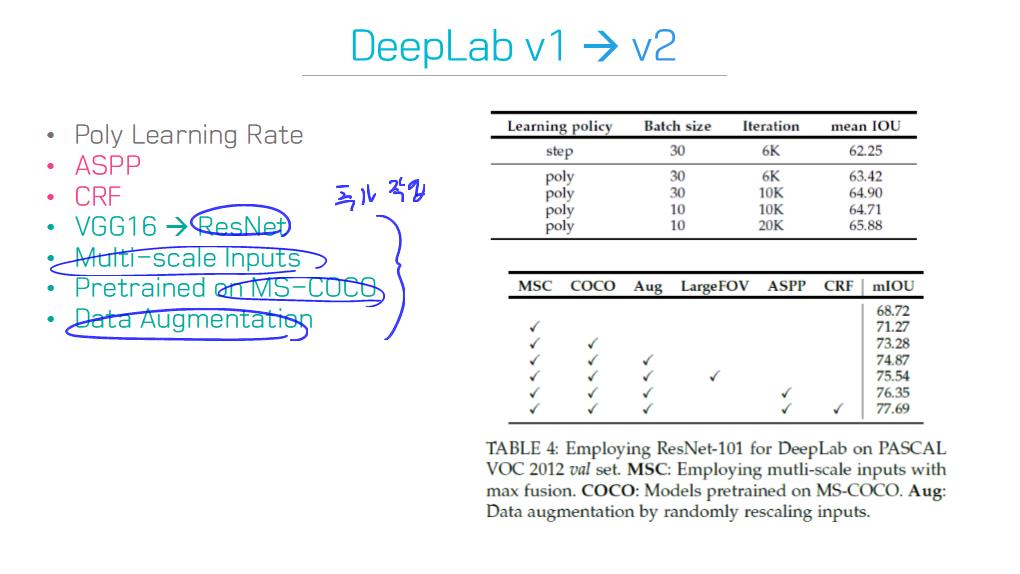 DeepLab v1 → v2
• Poly Learning Rate
• ASPP
• CRF
• VGG16 → ResNet
• Multi-scale Inputs
• Pretrained on MS-COCO
• Data Augmentation
Learning policy Batch size Iteration mean IOU
step 30 6K 62.25
poly 30 6K 63.42
poly 30 10K 64.90
poly 10 10K 64.71
poly 10 20K 65.88
MSC COCO Aug LargeFOV ASPP CRF mIOU
68.72
✓ 71.27
✓ ✓ 73.28
✓ ✓ ✓ 74.87
✓ ✓ ✓ ✓ 75.54
✓ ✓ ✓ ✓ 76.35
✓ ✓ ✓ ✓ ✓ 77.69
TABLE 4: Employing ResNet-101 for DeepLab on PASCAL
VOC 2012 val set. MSC: Employing mutli-scale inputs with
max fusion. COCO: Models pretrained on MS-COCO. Aug:
Data augmentation by randomly rescaling inputs.